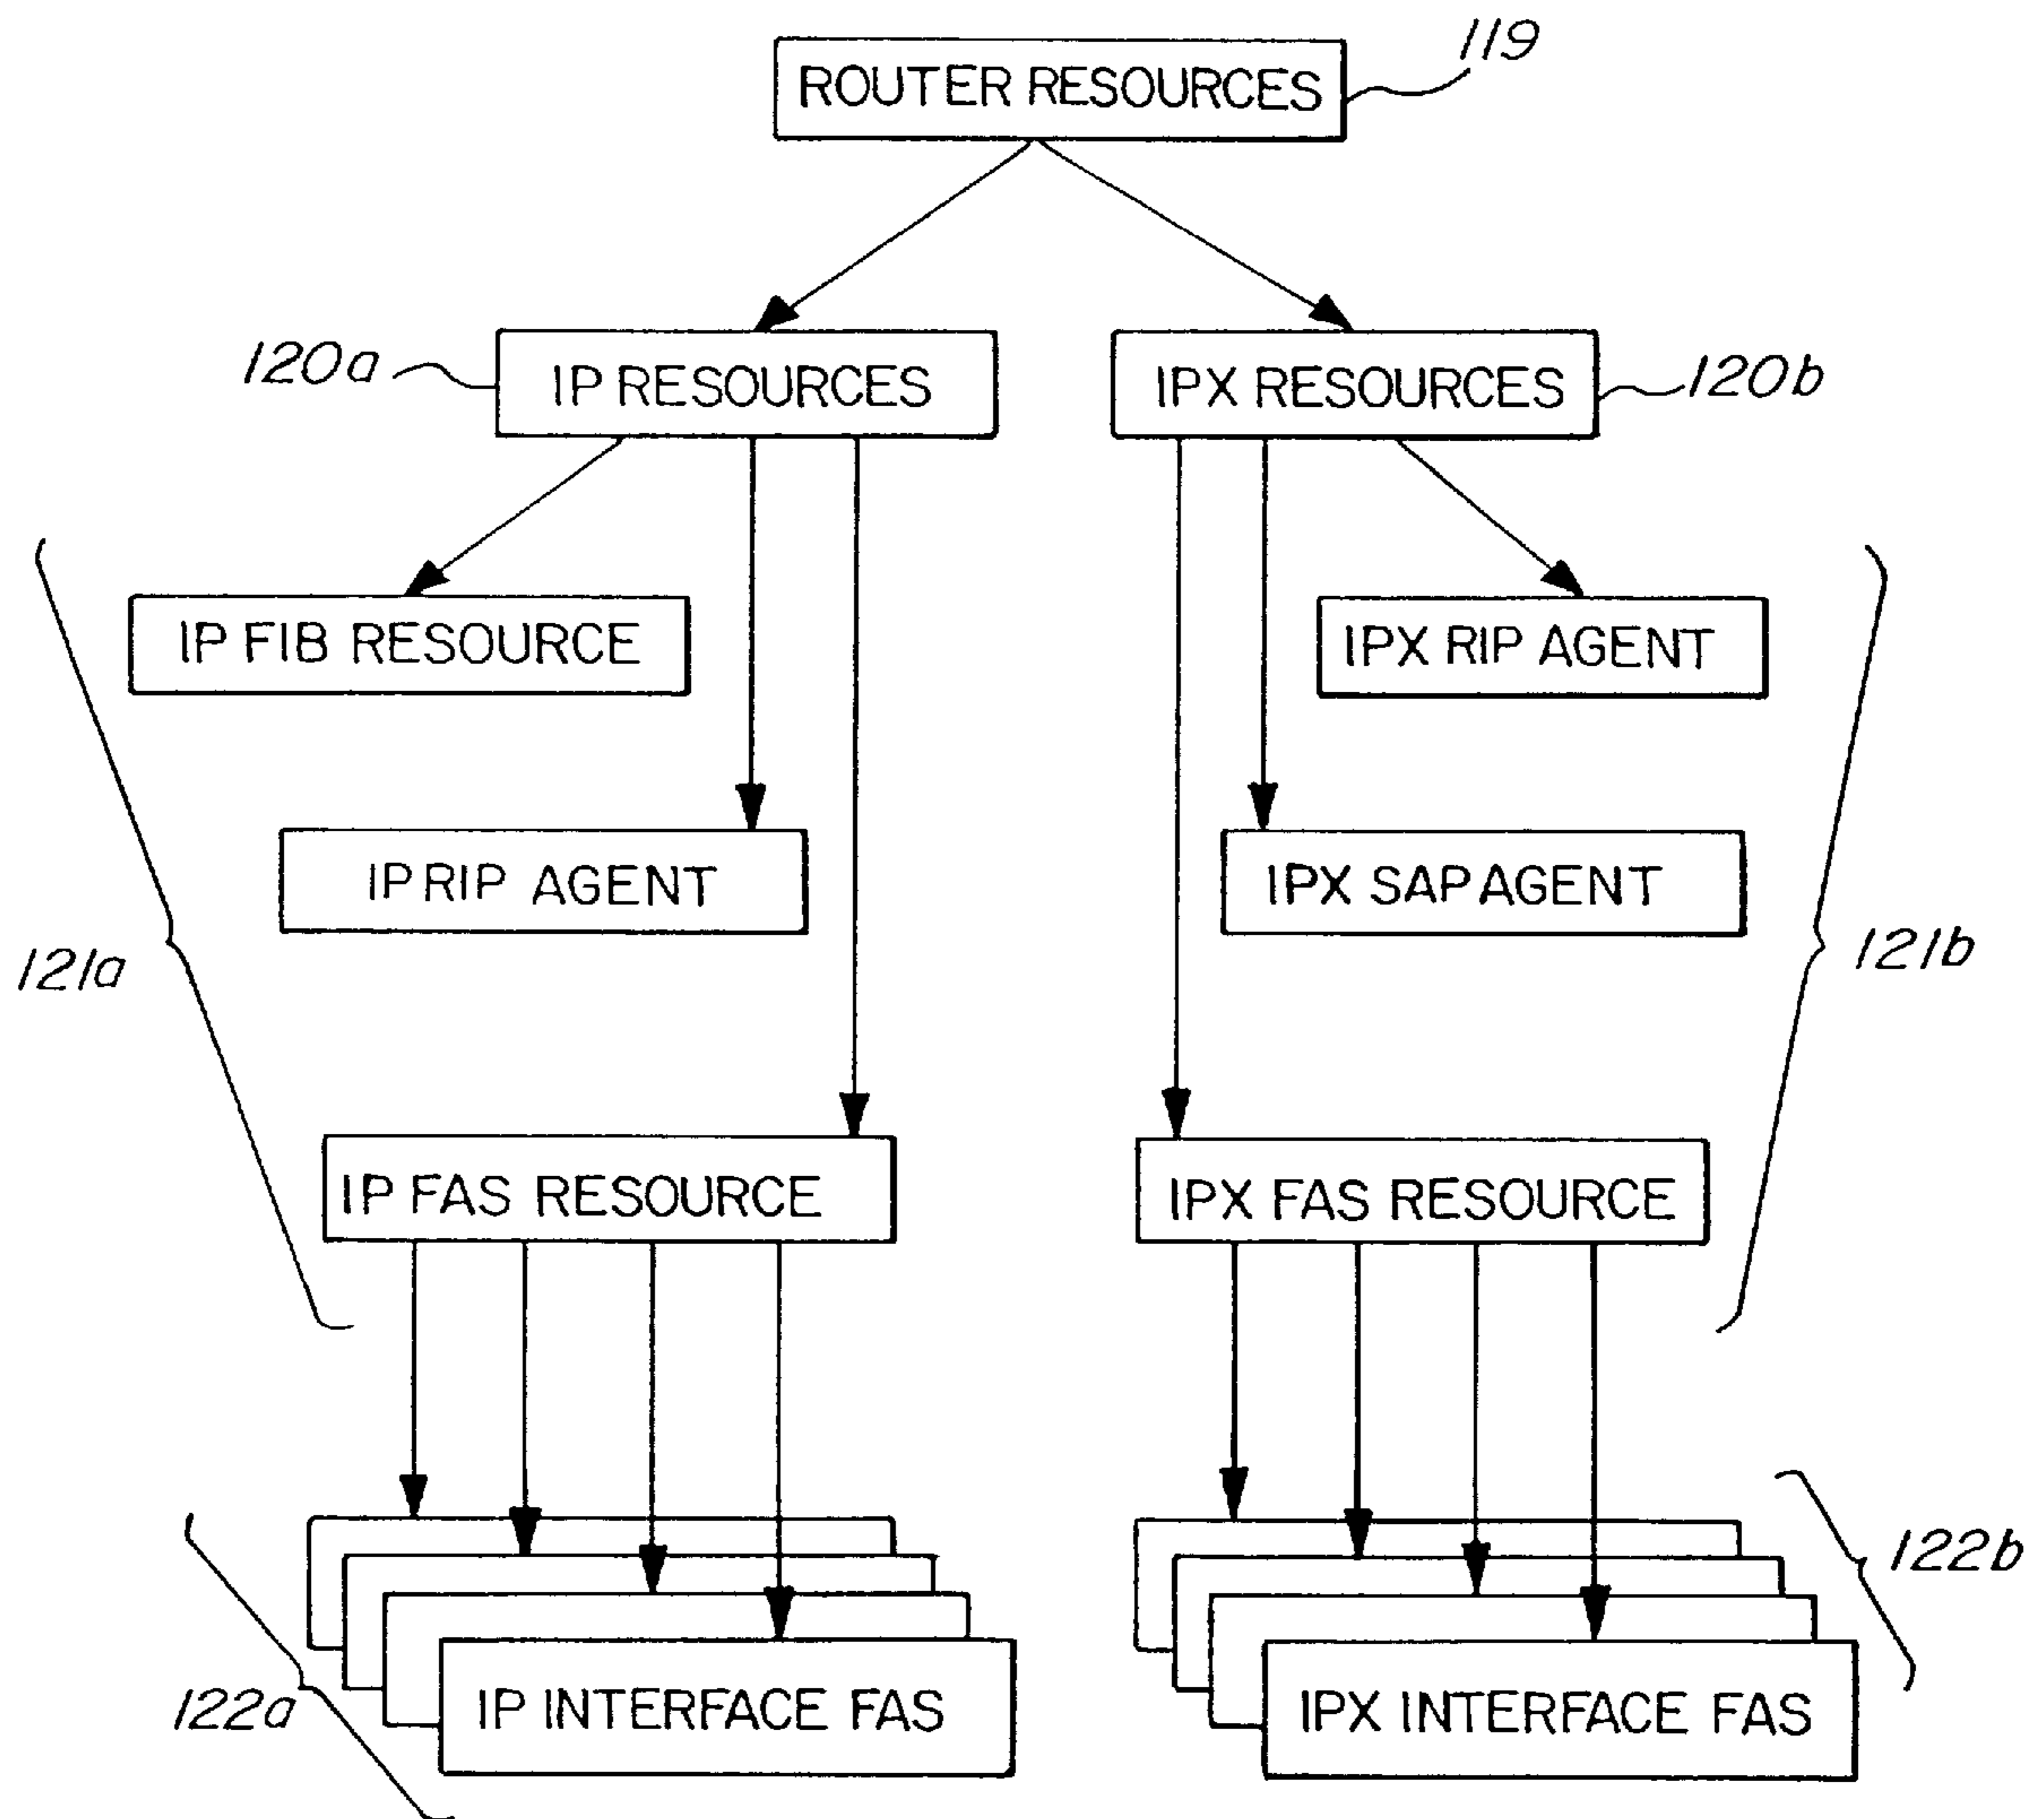 ROUTER RESOURCES
119
120a
IP RESOURCES
IPX RESOURCES
120b
IP FIB RESOURCE
IPX RIP AGENT
IP RIP AGENT
IPX SAP AGENT
121a
121b
IP FAS RESOURCE
IPX FAS RESOURCE
122b
122a
IP INTERFACE FAS
IPX INTERFACE FAS